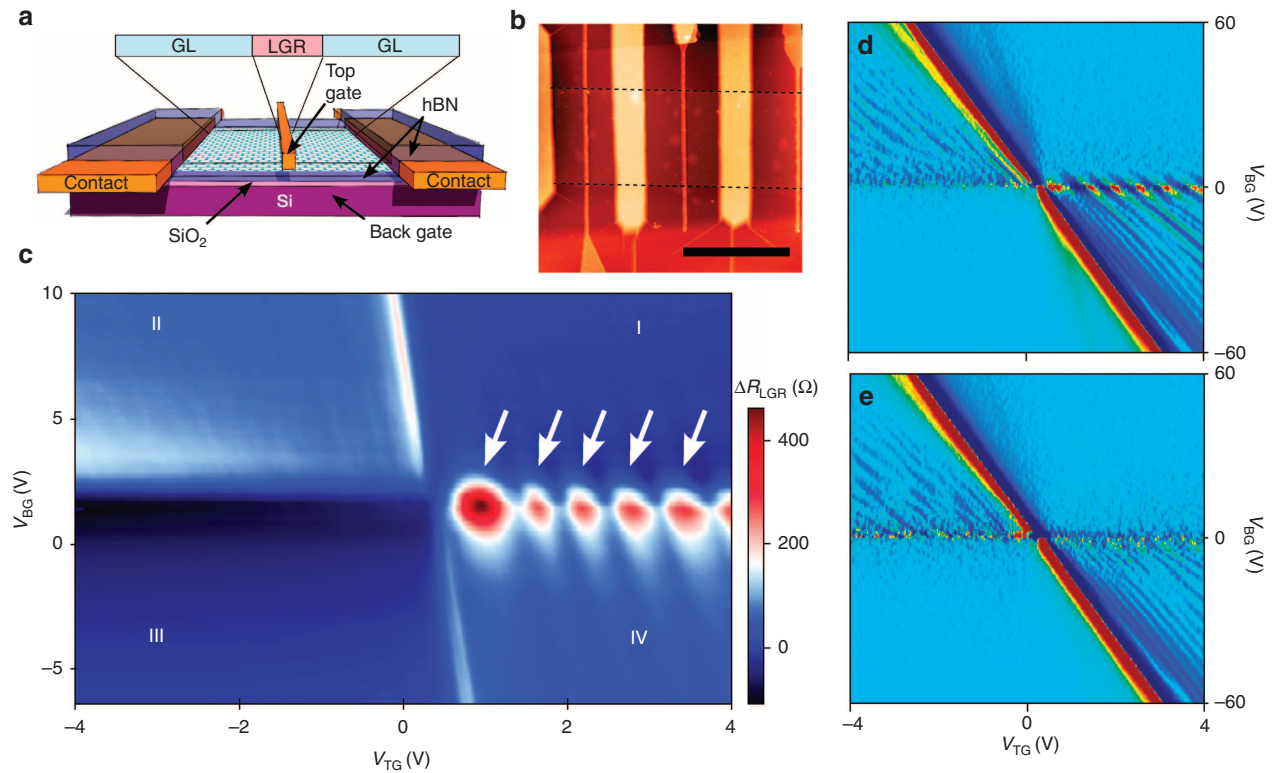 a
GL LGR GL
Top
gate
hBN
Contact
Contact
Si
SiO2
Back gate
b
c
10
5
0
−5
VBG (V)
II
I
III
IV
−4
−2
0
2
4
VTG (V)
ΔRLGR (Ω)
400
200
0
d
60
0
−60
VBG (V)
0
e
60
0
−60
VBG (V)
−4
0
4
VTG (V)